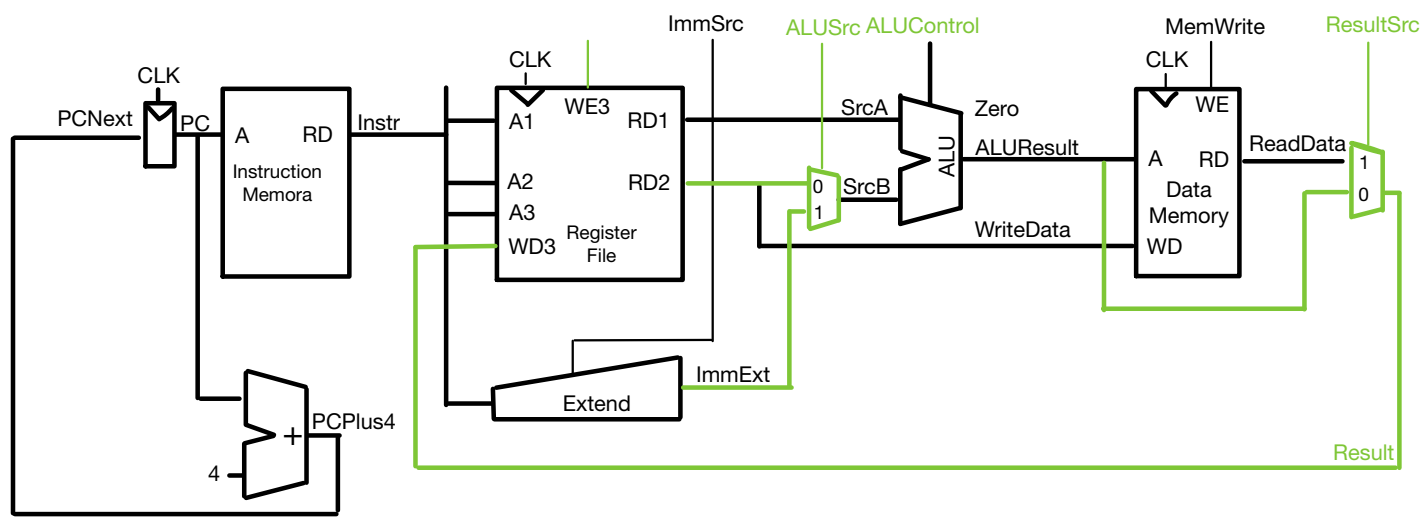 ImmSrc
ALUSrc
ALUControl
MemWrite
ResultSrc
CLK
CLK
CLK
PCNext
PC
A
RD
Instr
Instruction
Memora
A1
WE3
RD1
A2
RD2
A3
WD3
Register
File
SrcA
Zero
0
1
SrcB
ALU
ALUResult
WriteData
WE
A
RD
Data
Memory
WD
ReadData
1
0
ImmExt
Extend
PCPlus4
+
4
Result